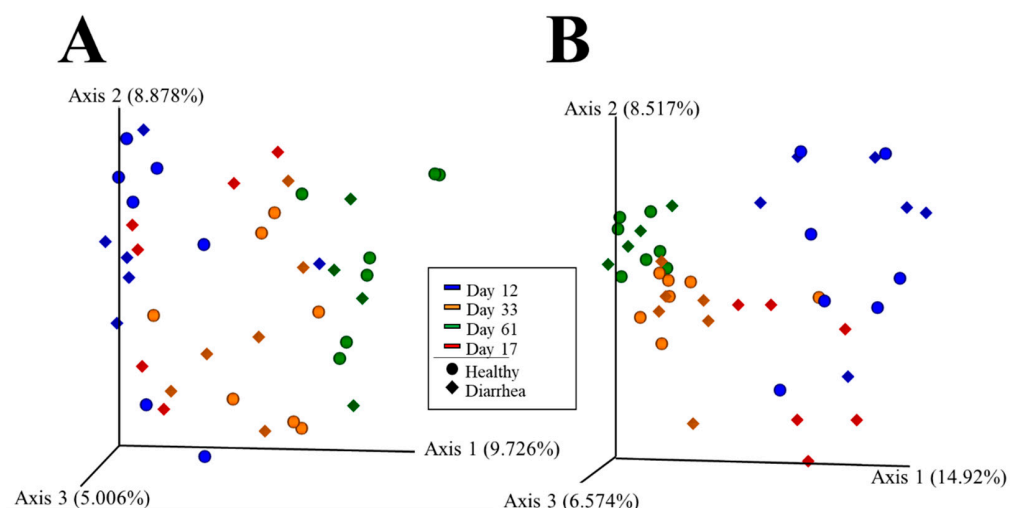 A
B
Axis 2 (8.878%)
Axis 2 (8.517%)
Day 12
Day 33
Day 61
Day 17
Healthy
Diarrhea
Axis 1 (9.726%)
Axis 1 (14.92%)
Axis 3 (5.006%)
Axis 3 (6.574%)